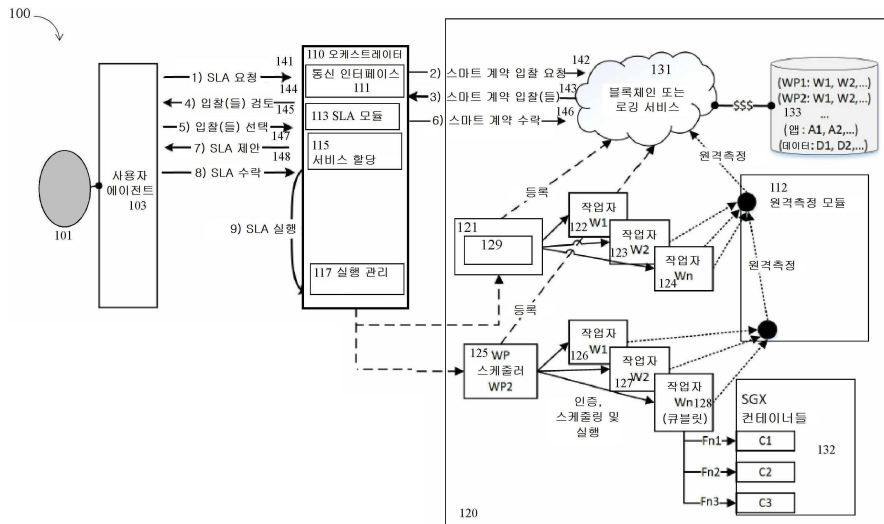 100
101
사용자
에이전트
103
1) SLA 요청
141
144
4) 입찰(들) 검토
145
5) 입찰(들) 선택
147
7) SLA 제안
148
8) SLA 수락
9) SLA 실행
110 오케스트레이터
통신 인터페이스
111
113 SLA 모듈
115
서비스 할당
117 실행 관리
2) 스마트 계약 입찰 요청
142
3) 스마트 계약 입찰(들)
143
6) 스마트 계약 수락
146
131
블록체인 또는
로깅 서비스
$$$
(WP1: W1, W2,...)
(WP2: W1, W2,...)
133 ...
(앱 : A1, A2,...)
(데이터: D1, D2,...)
등록
원격측정
112
원격측정 모듈
121
129
작업자
122 W1
작업자
123 W2
작업자
Wn
124
원격측정
등록
125 WP
스케줄러
WP2
작업자
126 W1
작업자
127 W2
작업자
Wn 128
(큐블릿)
인증,
스케줄링 및
실행
SGX
컨테이너들
132
Fn1
C1
Fn2
C2
Fn3
C3
120